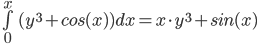 ∫₀ˣ (y³ + cos(x))dx = x · y³ + sin(x)